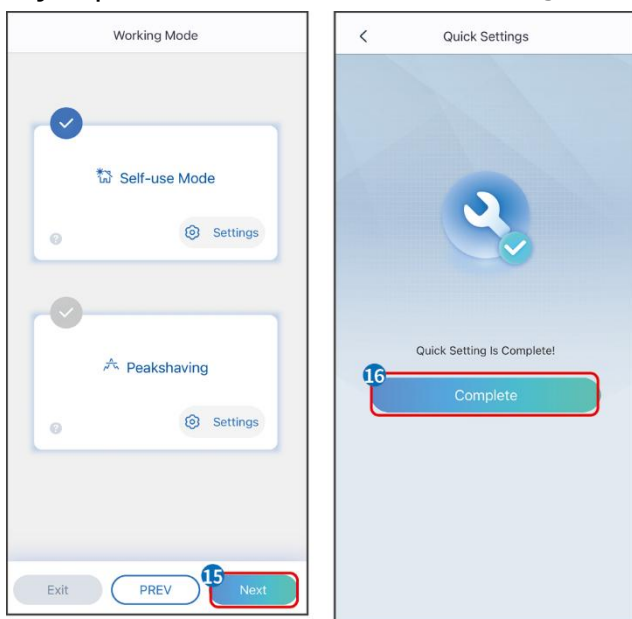 Working Mode
Self-use Mode
Settings
Peakshaving
Settings
Exit
PREV
15
Next
Quick Settings
Quick Setting Is Complete!
16
Complete